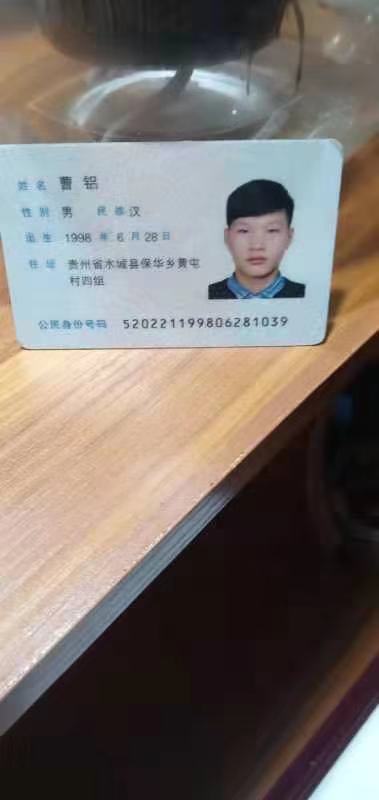 姓名 曹铝
性别 男 民族 汉
出生 1998 年 6 月 28 日
住址 贵州省水城县保华乡黄屯
村四组
公民身份号码 520221199806281039